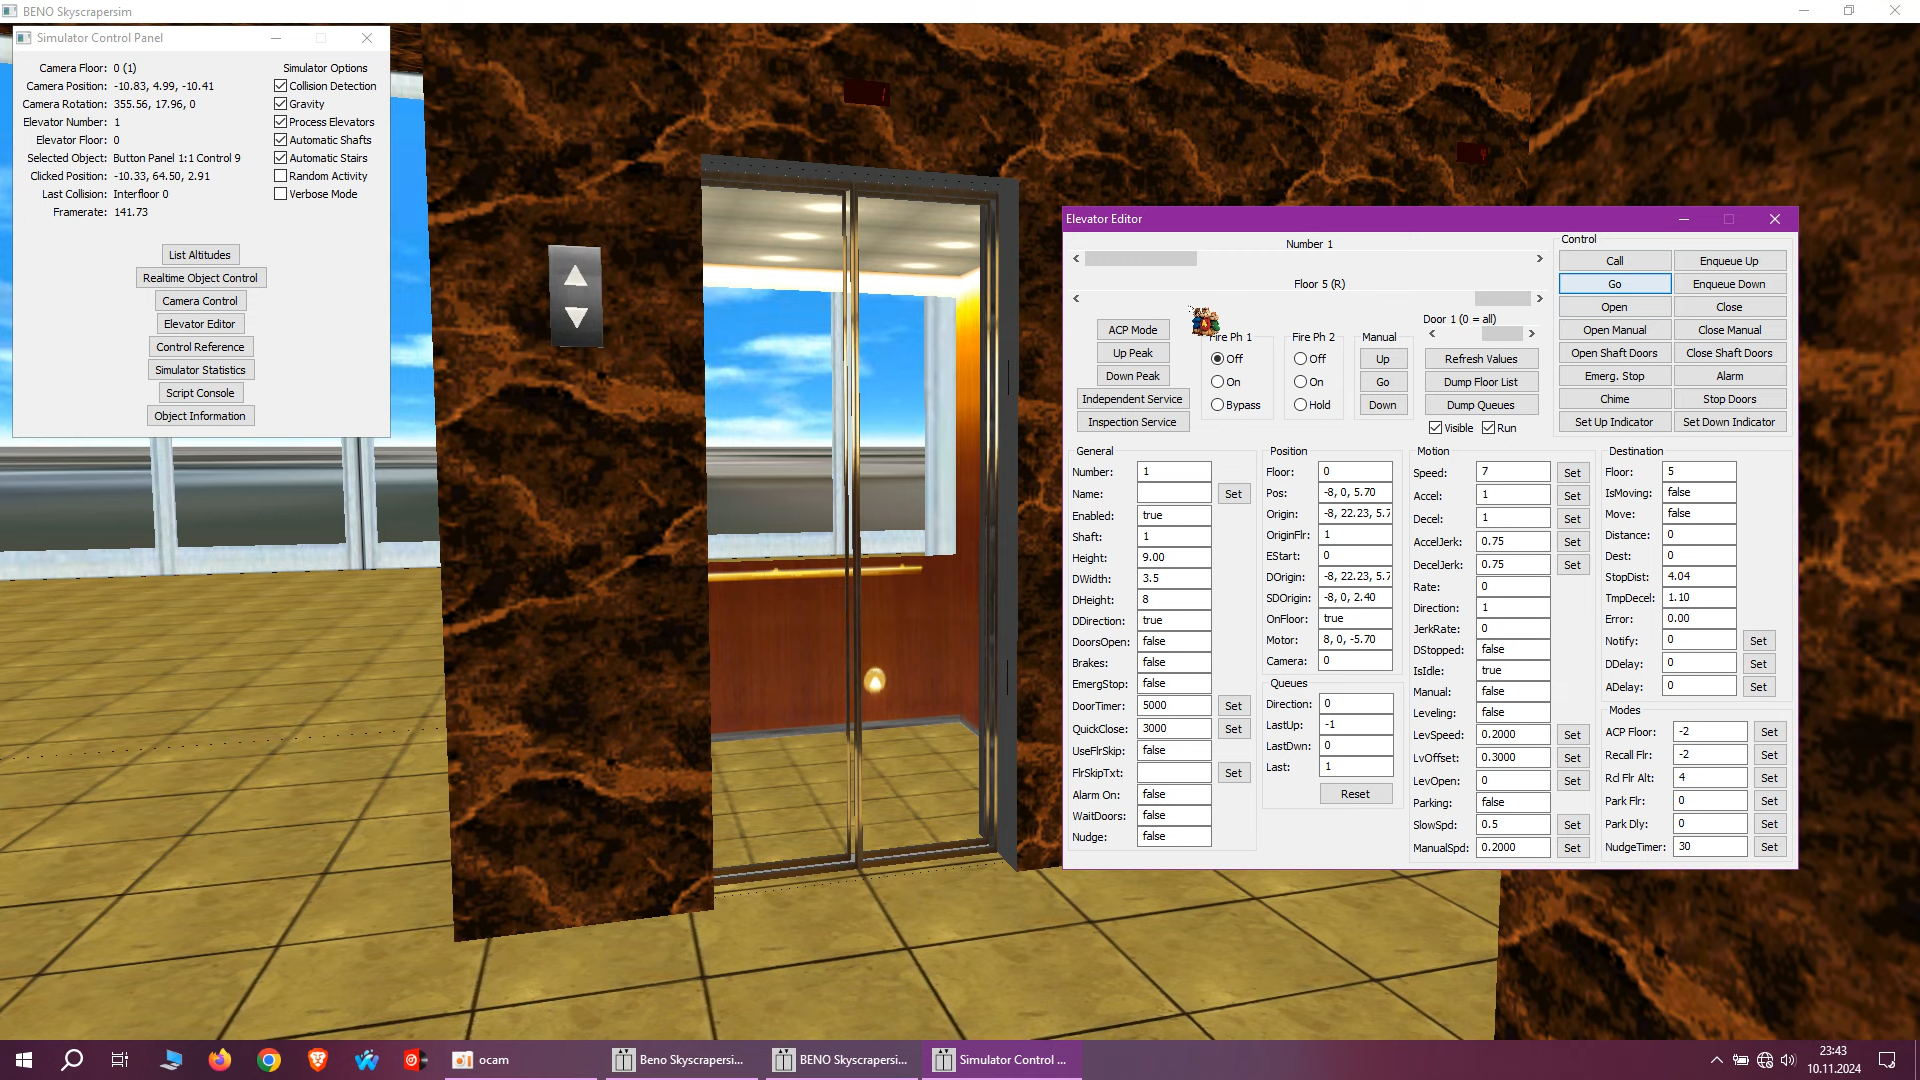 BENO Skyscrapersim
Simulator Control Panel
Camera Floor: 0 (1)
Camera Position: -10.83, 4.99, -10.41
Camera Rotation: 355.56, 17.96, 0
Elevator Number: 1
Elevator Floor: 0
Selected Object: Button Panel 1:1 Control 9
Clicked Position: -10.33, 64.50, 2.91
Last Collision: Interfloor 0
Framerate: 141.73
Simulator Options
Collision Detection
Gravity
Process Elevators
Automatic Shafts
Automatic Stairs
Random Activity
Verbose Mode
List Altitudes
Realtime Object Control
Camera Control
Elevator Editor
Control Reference
Simulator Statistics
Script Console
Object Information
Elevator Editor
Number 1
Floor 5 (R)
Door 1 (0 = all)
ACP Mode
Up Peak
Down Peak
Independent Service
Inspection Service
Fire Ph 1
Off
On
Bypass
Fire Ph 2
Off
On
Hold
Manual
Up
Go
Down
Refresh Values
Dump Floor List
Dump Queues
Visible Run
Control
Call Enqueue Up
Go Enqueue Down
Open Close
Open Manual Close Manual
Open Shaft Doors Close Shaft Doors
Emerg. Stop Alarm
Chime Stop Doors
Set Up Indicator Set Down Indicator
General
Number: 1
Name: Set
Enabled: true
Shaft: 1
Height: 9.00
DWidth: 3.5
DHeight: 8
DDirection: true
DoorsOpen: false
Brakes: false
EmergStop: false
DoorTimer: 5000 Set
QuickClose: 3000 Set
UseFlrSkip: false
FlrSkipTxt: Set
Alarm On: false
WaitDoors: false
Nudge: false
Position
Floor: 0
Pos: -8, 0, 5.70
Origin: -8, 22.23, 5.7
OriginFlr: 1
EStart: 0
DOrigin: -8, 22.23, 5.7
SDOrigin: -8, 0, 2.40
OnFloor: true
Motor: 8, 0, -5.70
Camera: 0
Queues
Direction: 0
LastUp: -1
LastDwn: 0
Last: 1
Reset
Motion
Speed: 7 Set
Accel: 1 Set
Decel: 1 Set
AccelJerk: 0.75 Set
DecelJerk: 0.75 Set
Rate: 0
Direction: 1
JerkRate: 0
DStopped: false
IsIdle: true
Manual: false
Leveling: false
LevSpeed: 0.2000 Set
LvOffset: 0.3000 Set
LevOpen: 0 Set
Parking: false
SlowSpd: 0.5 Set
ManualSpd: 0.2000 Set
Destination
Floor: 5
IsMoving: false
Move: false
Distance: 0
Dest: 0
StopDist: 4.04
TmpDecel: 1.10
Error: 0.00
Notify: 0 Set
DDelay: 0 Set
ADelay: 0 Set
Modes
ACP Floor: -2 Set
Recall Flr: -2 Set
Rcl Flr Alt: 4 Set
Park Flr: 0 Set
Park Dly: 0 Set
NudgeTimer: 30 Set
ocam
Beno Skyscrapersi...
BENO Skyscrapersi...
Simulator Control ...
23:43
10.11.2024